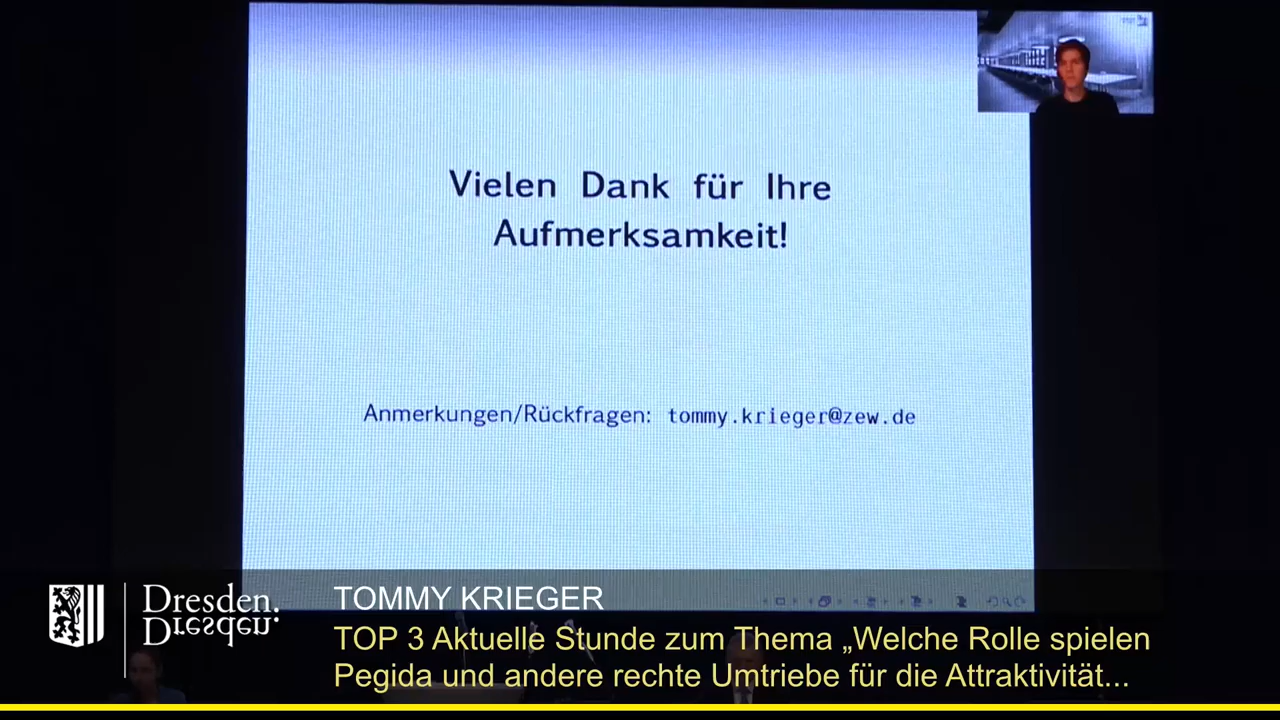 Vielen Dank für Ihre
Aufmerksamkeit!
Anmerkungen/Rückfragen: tommy.krieger@zew.de
Dresden.
Dresden.
TOMMY KRIEGER
TOP 3 Aktuelle Stunde zum Thema „Welche Rolle spielen
Pegida und andere rechte Umtriebe für die Attraktivität...